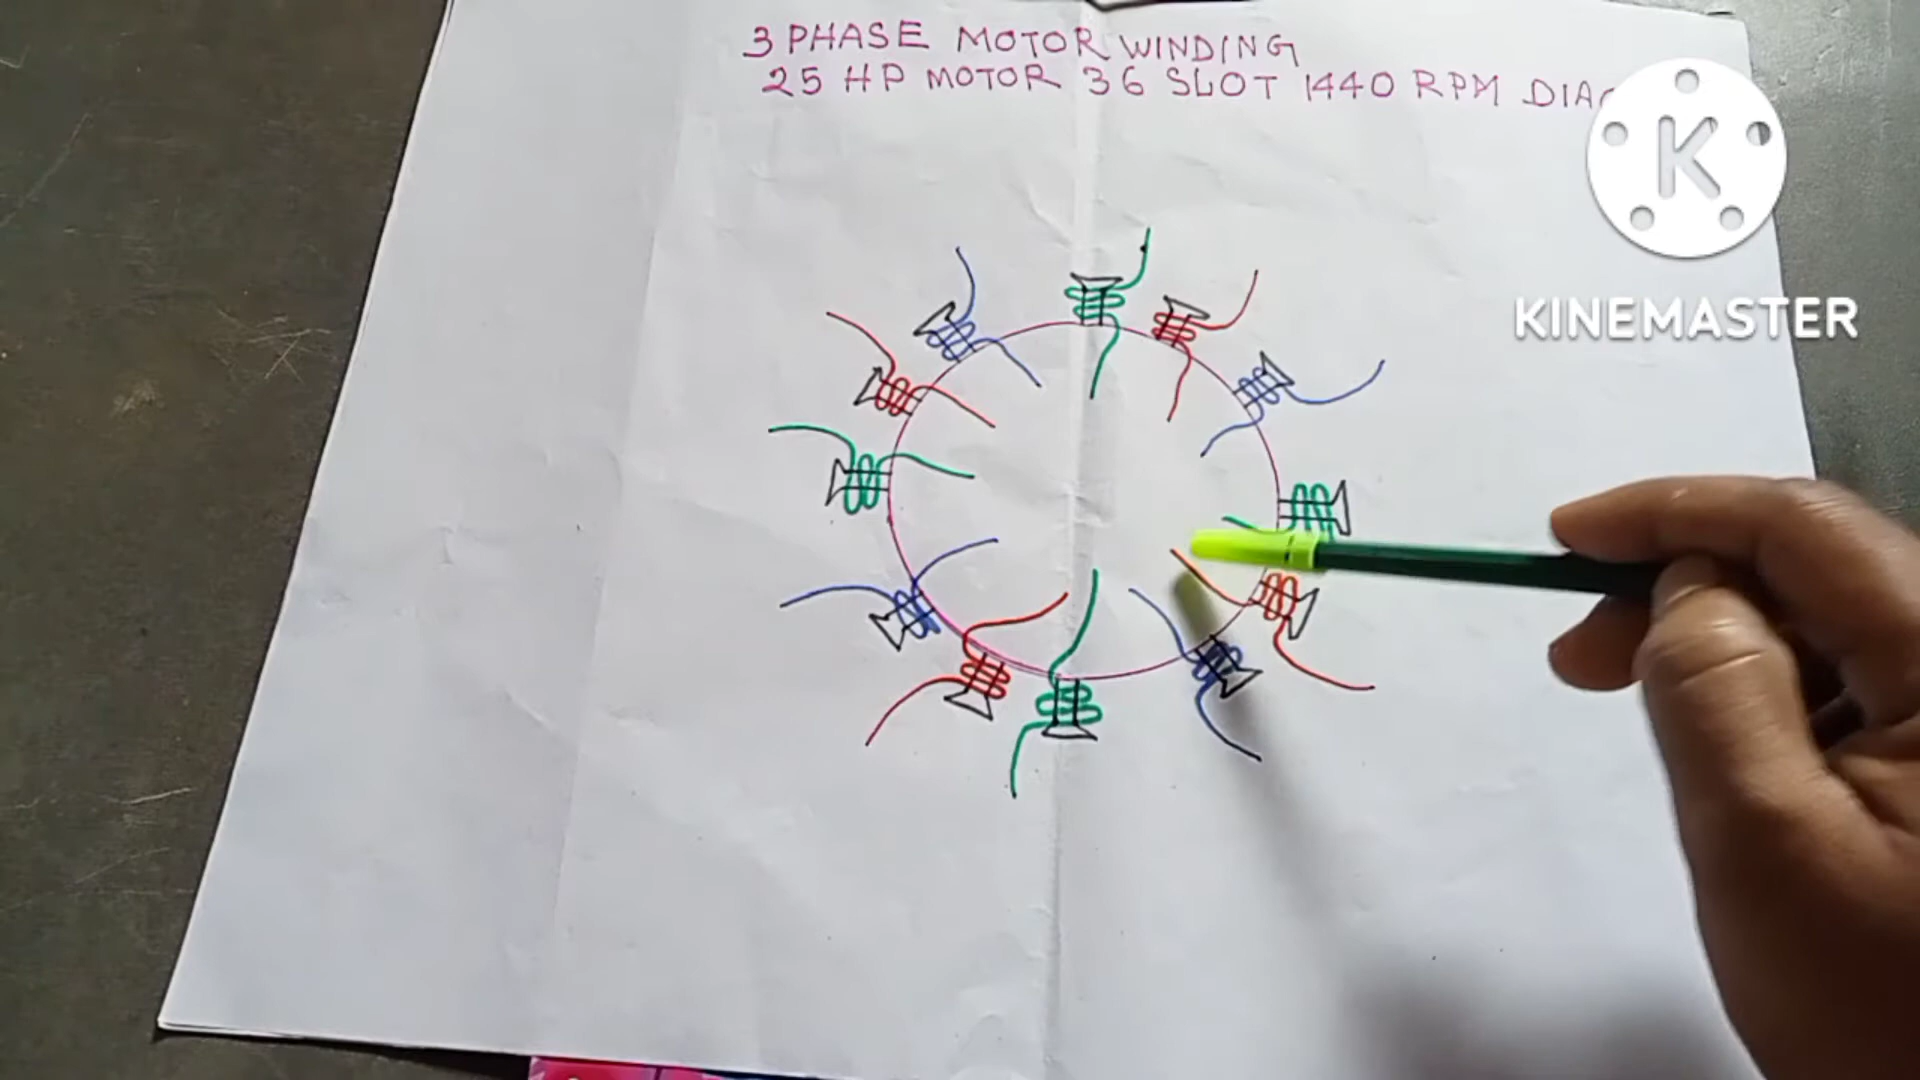 3 PHASE MOTOR WINDING
25 HP MOTOR 36 SLOT 1440 RPM
K
KINEMASTER